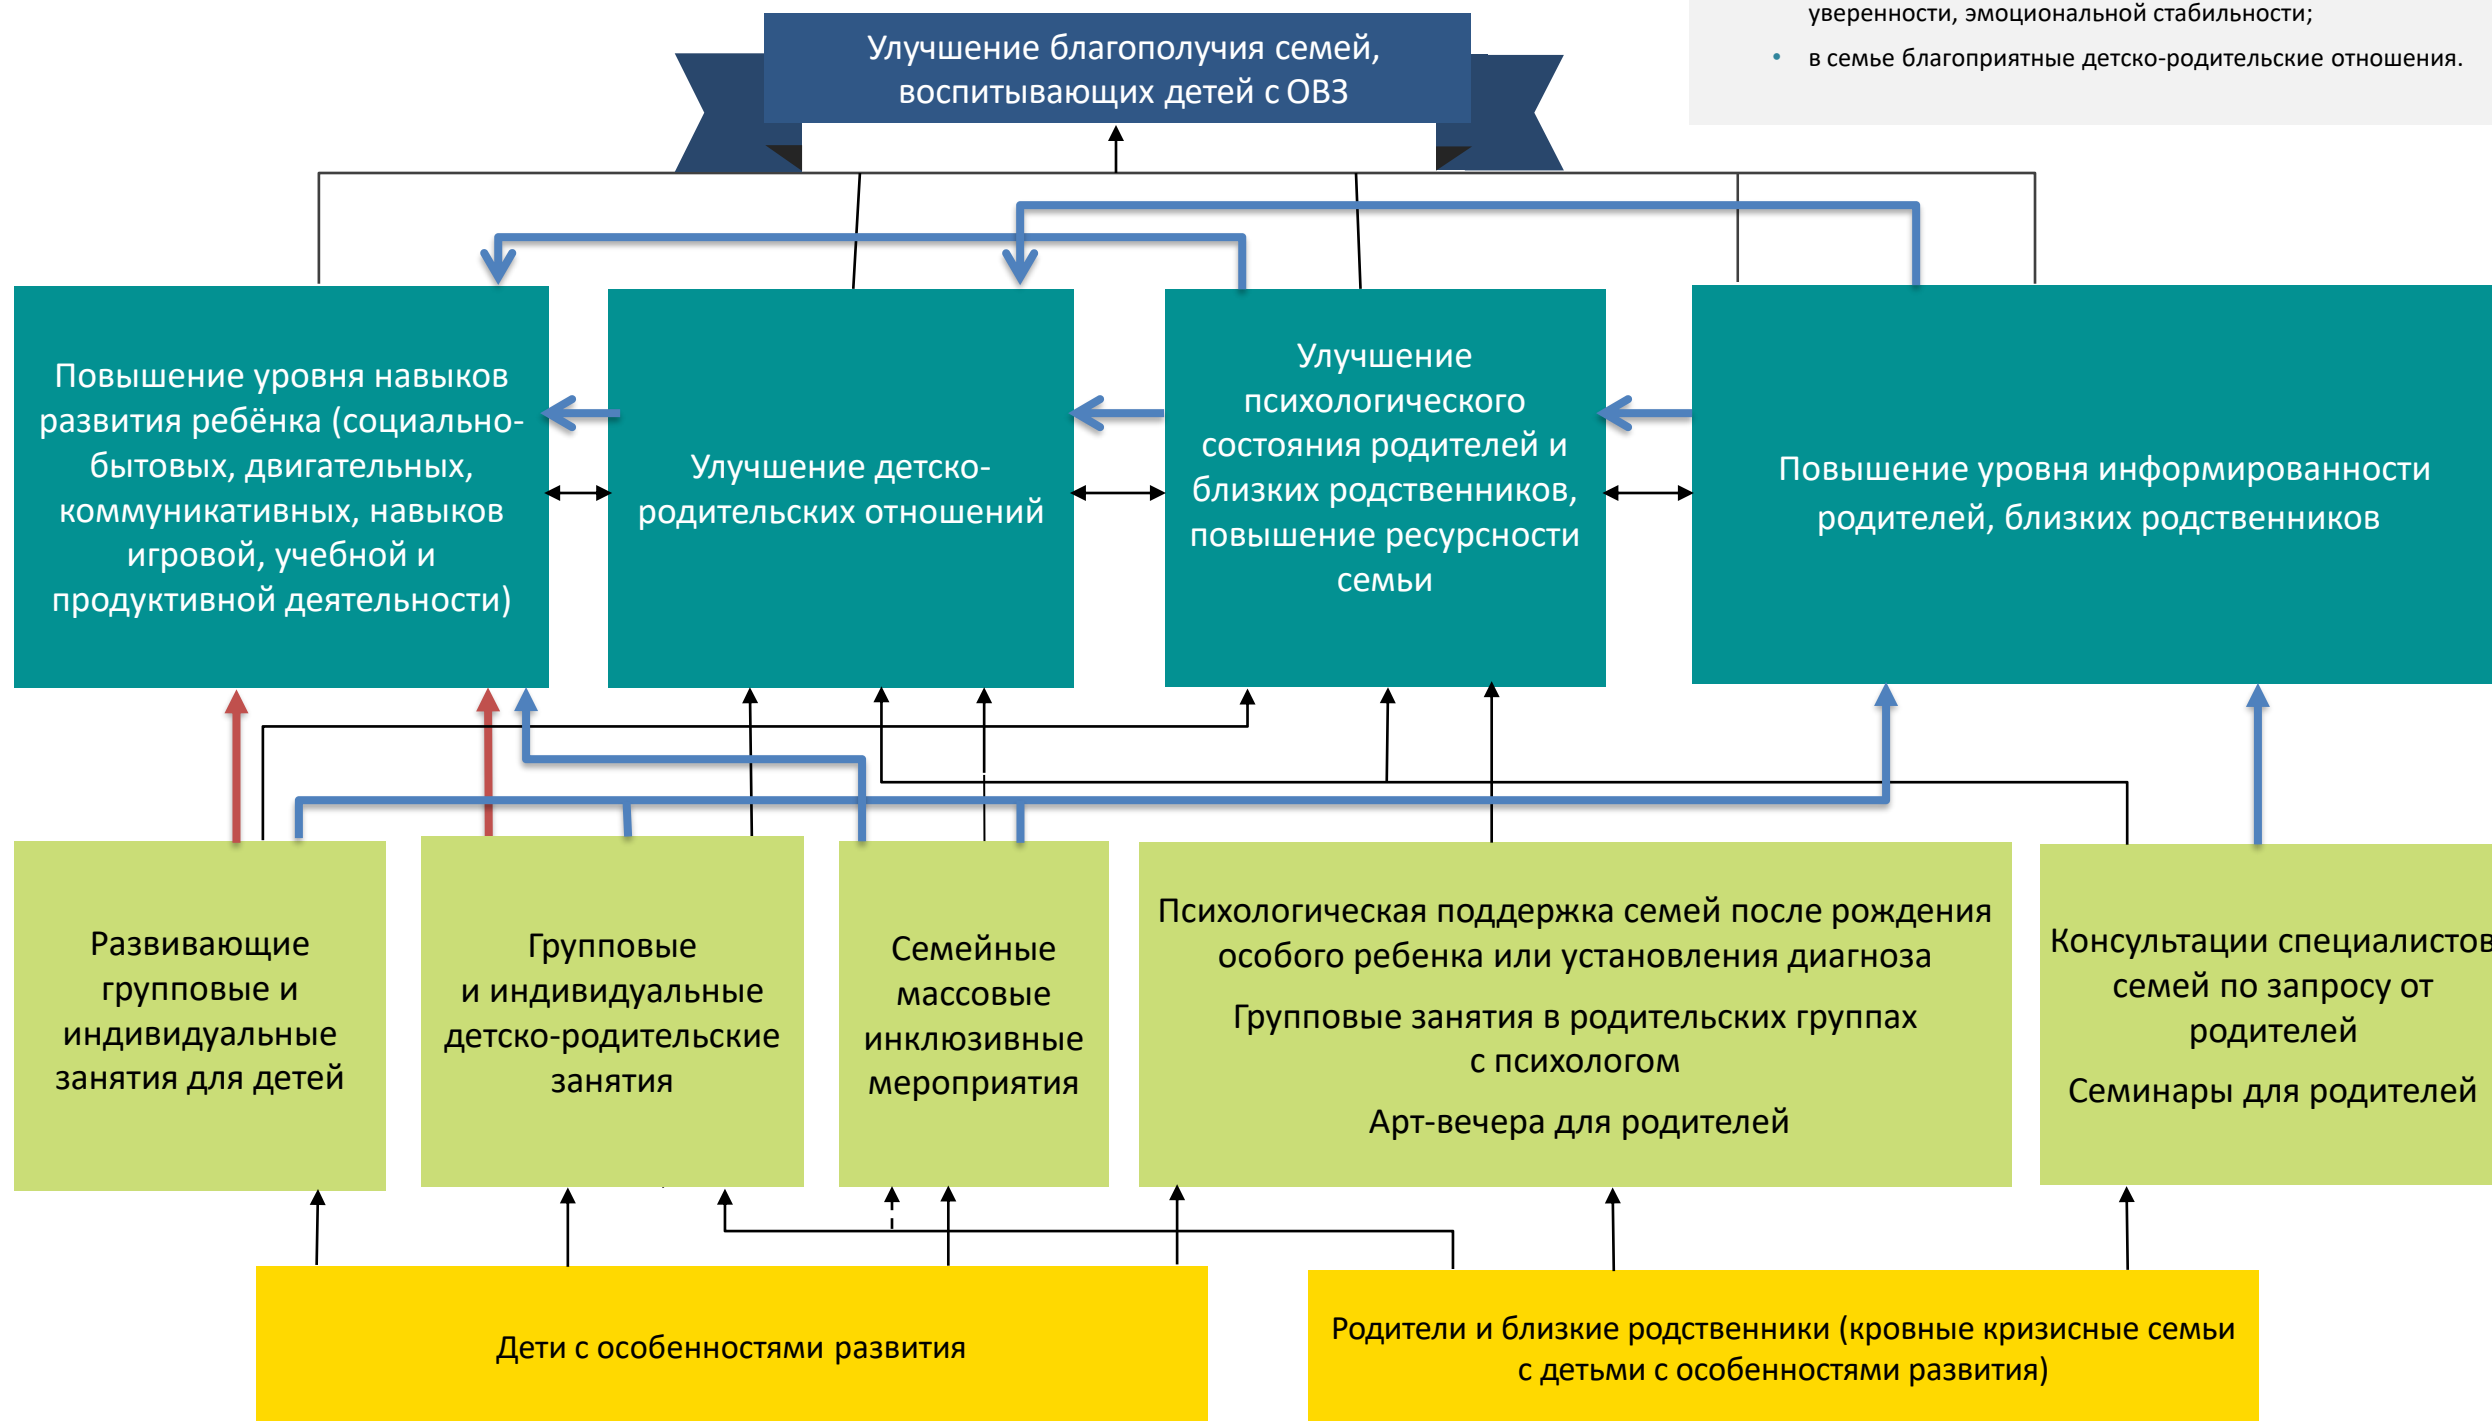 уверенности, эмоциональной стабильности;
• в семье благоприятные детско-родительские отношения.
Улучшение благополучия семей,
воспитывающих детей с ОВЗ
Повышение уровня навыков
развития ребёнка (социально-
бытовых, двигательных,
коммуникативных, навыков
игровой, учебной и
продуктивной деятельности)
Улучшение детско-
родительских отношений
Улучшение
психологического
состояния родителей и
близких родственников,
повышение ресурсности
семьи
Повышение уровня информированности
родителей, близких родственников
Развивающие
групповые и
индивидуальные
занятия для детей
Групповые
и индивидуальные
детско-родительские
занятия
Семейные
массовые
инклюзивные
мероприятия
Психологическая поддержка семей после рождения
особого ребенка или установления диагноза
Групповые занятия в родительских группах
с психологом
Арт-вечера для родителей
Консультации специалистов
семей по запросу от
родителей
Семинары для родителей
Дети с особенностями развития
Родители и близкие родственники (кровные кризисные семьи
с детьми с особенностями развития)